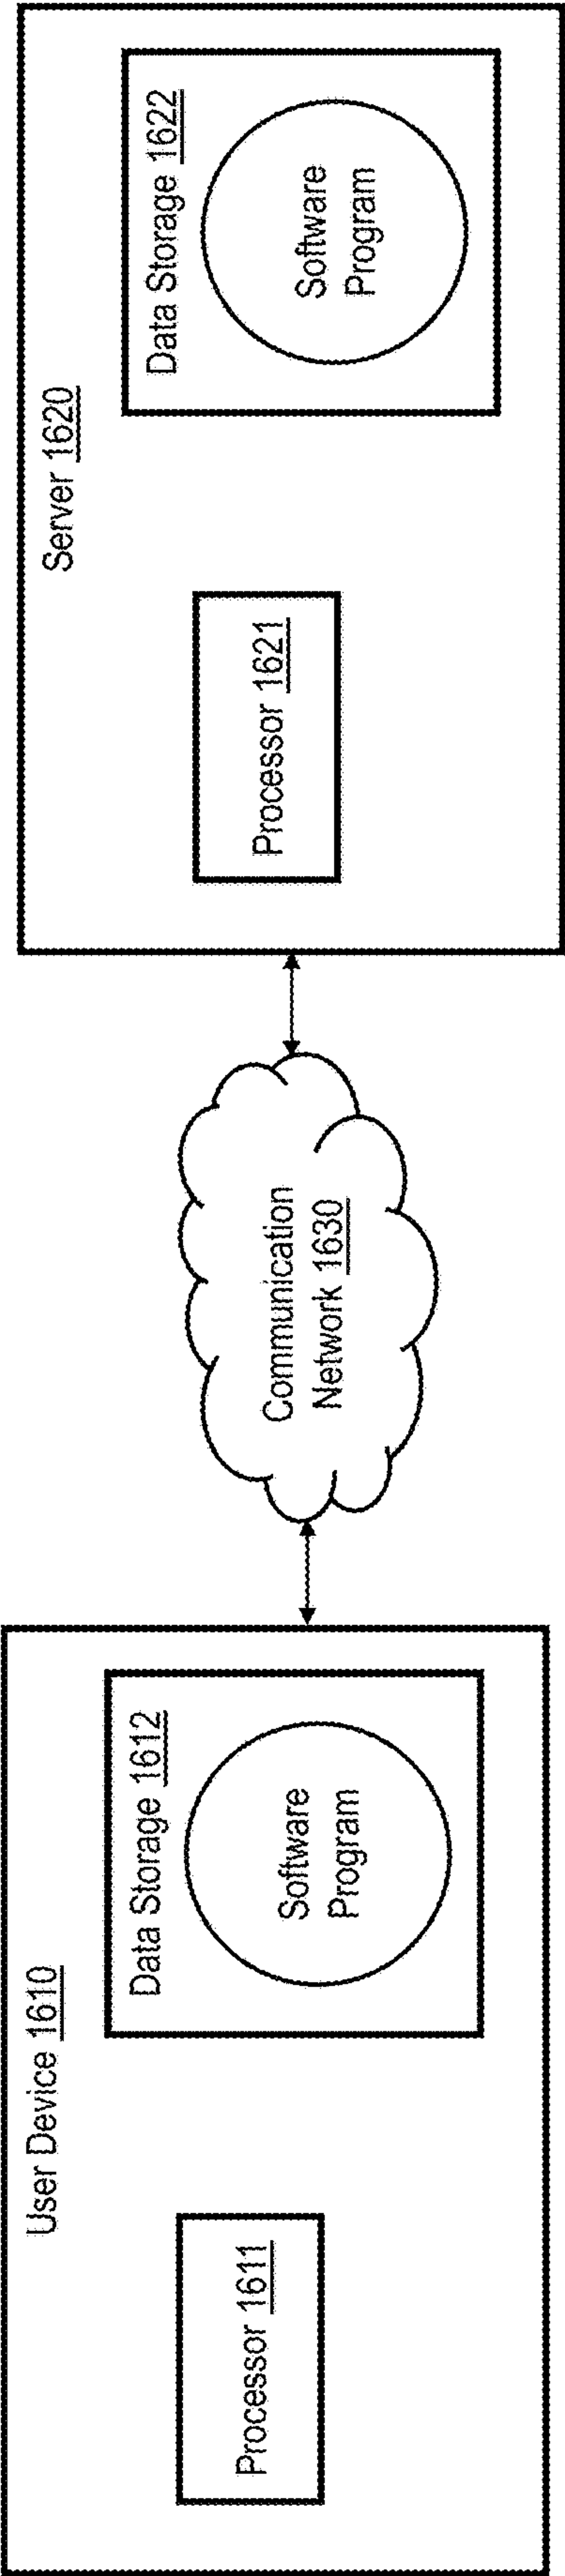 User Device 1610
Processor 1611
Data Storage 1612
Software
Program
Communication
Network 1630
Server 1620
Processor 1621
Data Storage 1622
Software
Program